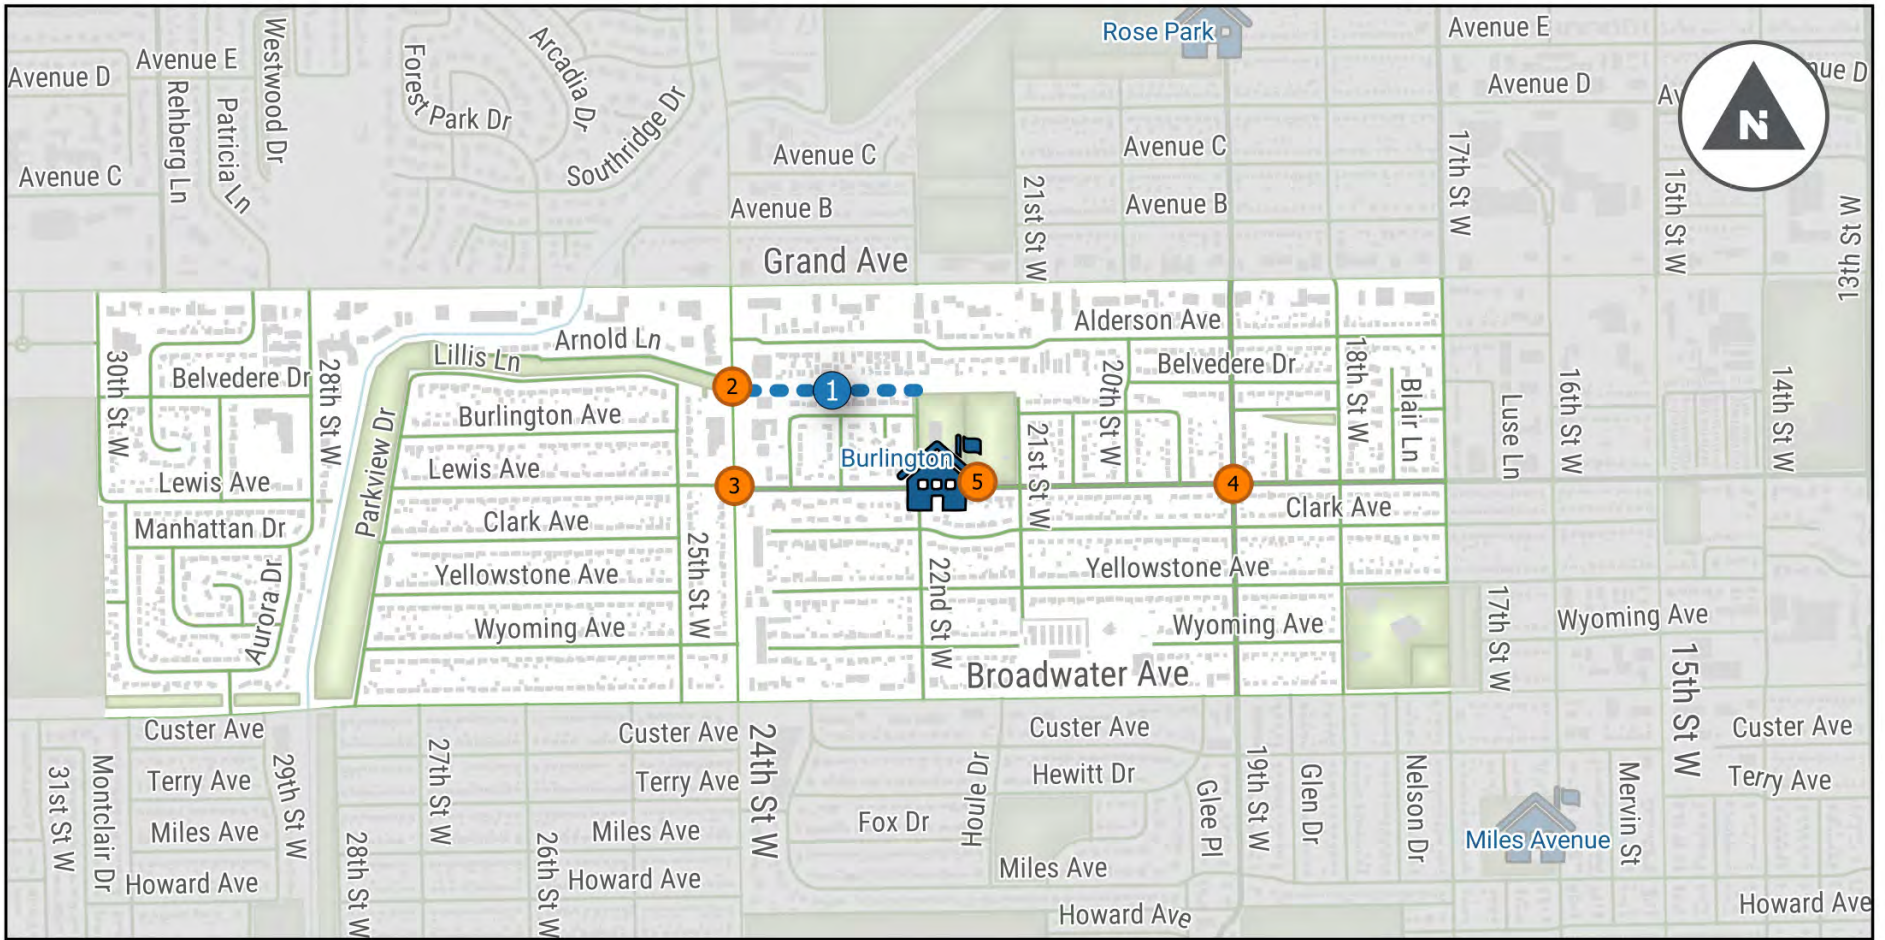 Rose Park
Avenue E
Avenue E
Avenue D
Avenue D
nue D
Av
Westwood Dr
Rehberg Ln
Patricia Ln
Forest Park Dr
Arcadia Dr
Southridge Dr
Avenue C
Avenue C
Avenue C
Avenue B
Avenue B
21st St W
17th St W
15th St W
13th St W
N
Grand Ave
Alderson Ave
Arnold Ln
Lillis Ln
Belvedere Dr
Belvedere Dr
30th St W
28th St W
Parkview Dr
2
1
Burlington Ave
20th St W
18th St W
Blair Ln
Luse Ln
16th St W
14th St W
Lewis Ave
Lewis Ave
Burlington
3
5
4
21st St W
Clark Ave
Clark Ave
Manhattan Dr
Aurora Dr
Yellowstone Ave
Yellowstone Ave
25th St W
22nd St W
Wyoming Ave
Wyoming Ave
Wyoming Ave
17th St W
15th St W
Broadwater Ave
Custer Ave
Custer Ave
Custer Ave
Custer Ave
24th St W
31st St W
Montclair Dr
Terry Ave
29th St W
27th St W
Terry Ave
Houle Dr
Hewitt Dr
Glee Pl
19th St W
Glen Dr
Nelson Dr
Mervin St
Terry Ave
Miles Ave
Miles Ave
Fox Dr
Miles Avenue
28th St W
26th St W
Howard Ave
Howard Ave
Miles Ave
Howard Ave
Howard Ave